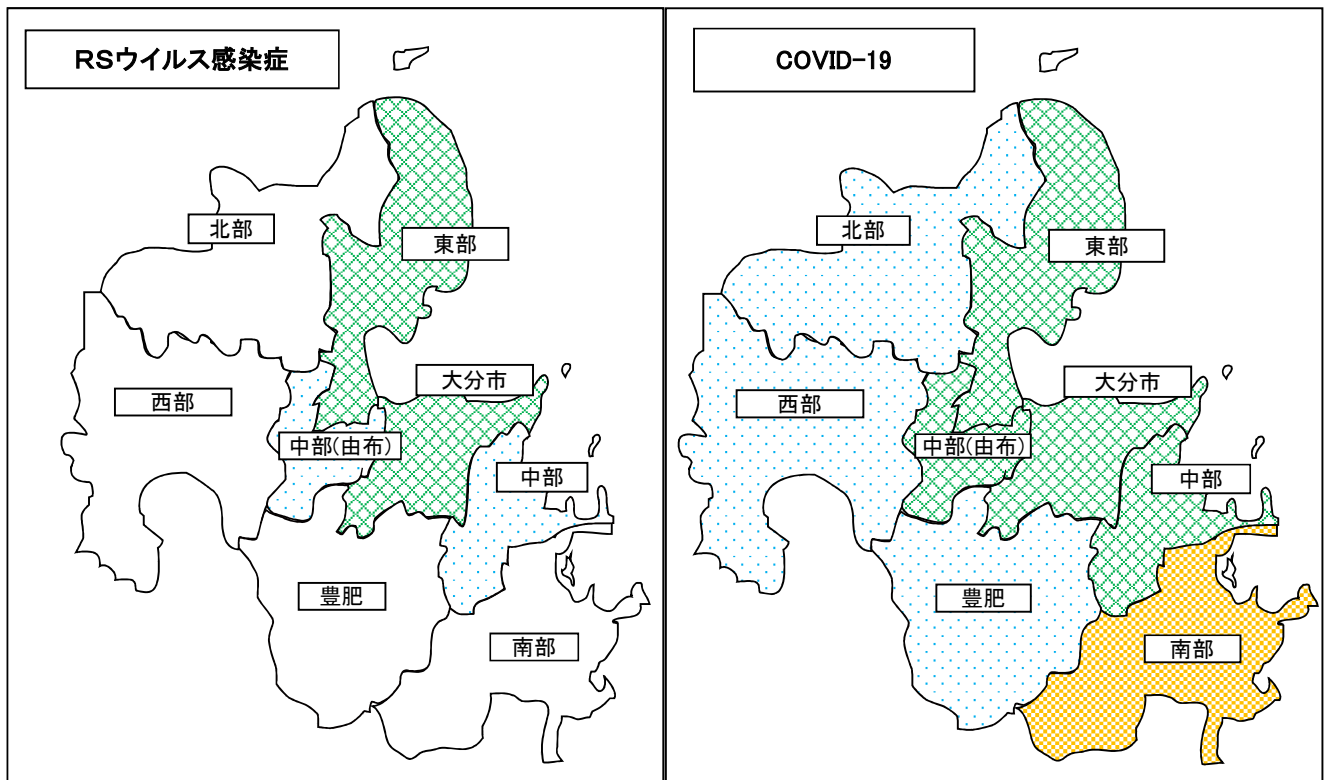 RSウイルス感染症
北部
東部
大分市
西部
中部(由布)
中部
豊肥
南部
COVID-19
北部
東部
大分市
西部
中部(由布)
中部
豊肥
南部